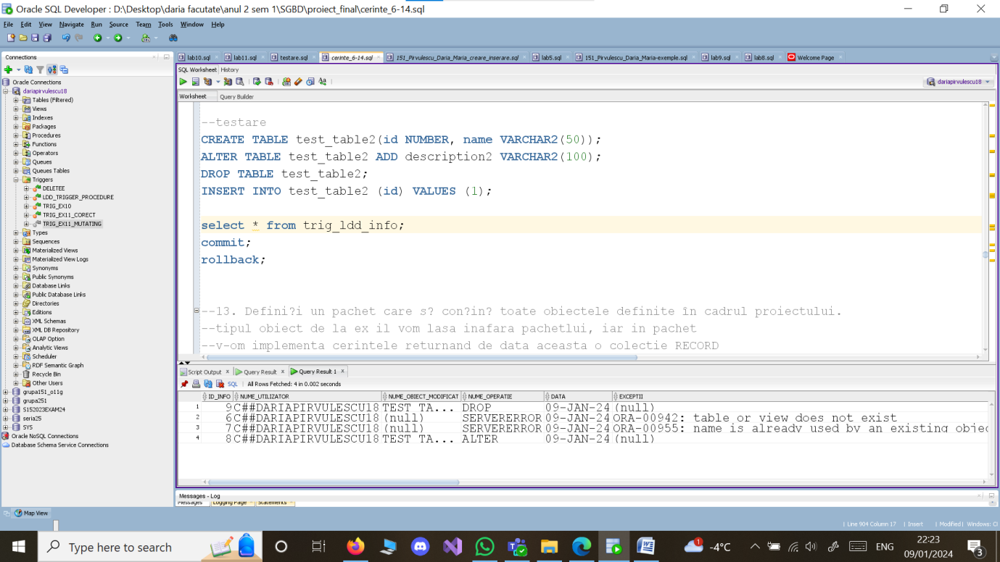 Oracle SQL Developer : D:\Desktop\daria facutate\anul 2 sem 1\SGBD\proiect_final\cerinte_6-14.sql
File Edit View Navigate Run Source Team Tools Window Help
Connections
Oracle Connections
dariapirvulescu18
Tables (Filtered)
Views
Indexes
Packages
Procedures
Functions
Operators
Queues
Queues Tables
Triggers
DELETEE
LDD_TRIGGER_PROCEDURE
TRIG_EX10
TRIG_EX11_CORECT
TRIG_EX11_MUTATING
Types
Sequences
Materialized Views
Materialized View Logs
Synonyms
Public Synonyms
Database Links
Public Database Links
Directories
Editions
XML Schemas
XML DB Repository
OLAP Option
Analytic Views
Scheduler
RDF Semantic Graph
Recycle Bin
Other Users
grupa151_o11g
grupa251
S152023EXAM24
seria25
SYS
Oracle NoSQL Connections
Database Schema Service Connections
lab10.sql lab11.sql testare.sql cerinte_6-14.sql 151_Pirvulescu_Daria_Maria_creare_inserare.sql lab5.sql 151_Pirvulescu_Daria_Maria-exemple.sql lab9.sql lab8.sql Welcome Page
SQL Worksheet History
dariapirvulescu18
Worksheet Query Builder
--testare
CREATE TABLE test_table2(id NUMBER, name VARCHAR2(50));
ALTER TABLE test_table2 ADD description2 VARCHAR2(100);
DROP TABLE test_table2;
INSERT INTO test_table2 (id) VALUES (1);
select * from trig_ldd_info;
commit;
rollback;
--13. Defini?i un pachet care s? con?in? toate obiectele definite în cadrul proiectului.
--tipul obiect de la ex il vom lasa inafara pachetlui, iar in pachet
--v-om implementa cerintele returnand de data aceasta o colectie RECORD
Script Output Query Result Query Result 1
SQL All Rows Fetched: 4 in 0.002 seconds
ID_INFO NUME_UTILIZATOR NUME_OBIECT_MODIFICAT NUME_OPERATIE DATA EXCEPTII
1 9 C##DARIAPIRVULESCU18 TEST TA... DROP 09-JAN-24 (null)
2 6 C##DARIAPIRVULESCU18 (null) SERVERERROR 09-JAN-24 ORA-00942: table or view does not exist
3 7 C##DARIAPIRVULESCU18 (null) SERVERERROR 09-JAN-24 ORA-00955: name is already used by an existing objec
4 8 C##DARIAPIRVULESCU18 TEST TA... ALTER 09-JAN-24 (null)
Messages - Log
Messages Logging Page Statements
Map View
Line 904 Column 17 Insert Modified Windows: C
Type here to search
1
-4°C
ENG
22:23
09/01/2024
3